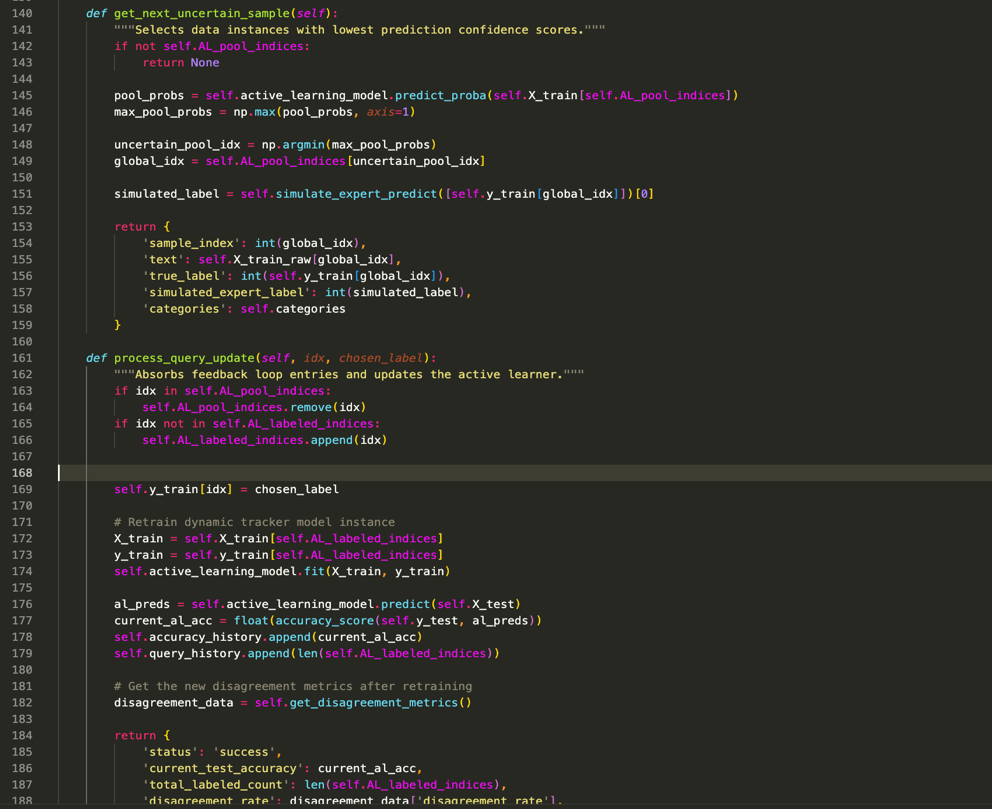 140 def get_next_uncertain_sample(self):
141 """Selects data instances with lowest prediction confidence scores."""
142 if not self.AL_pool_indices:
143 return None
144
145 pool_probs = self.active_learning_model.predict_proba(self.X_train[self.AL_pool_indices])
146 max_pool_probs = np.max(pool_probs, axis=1)
147
148 uncertain_pool_idx = np.argmin(max_pool_probs)
149 global_idx = self.AL_pool_indices[uncertain_pool_idx]
150
151 simulated_label = self.simulate_expert_predict([self.y_train[global_idx]])[0]
152
153 return {
154 'sample_index': int(global_idx),
155 'text': self.X_train_raw[global_idx],
156 'true_label': int(self.y_train[global_idx]),
157 'simulated_expert_label': int(simulated_label),
158 'categories': self.categories
159 }
160
161 def process_query_update(self, idx, chosen_label):
162 """Absorbs feedback loop entries and updates the active learner."""
163 if idx in self.AL_pool_indices:
164 self.AL_pool_indices.remove(idx)
165 if idx not in self.AL_labeled_indices:
166 self.AL_labeled_indices.append(idx)
167
168
169 self.y_train[idx] = chosen_label
170
171 # Retrain dynamic tracker model instance
172 X_train = self.X_train[self.AL_labeled_indices]
173 y_train = self.y_train[self.AL_labeled_indices]
174 self.active_learning_model.fit(X_train, y_train)
175
176 al_preds = self.active_learning_model.predict(self.X_test)
177 current_al_acc = float(accuracy_score(self.y_test, al_preds))
178 self.accuracy_history.append(current_al_acc)
179 self.query_history.append(len(self.AL_labeled_indices))
180
181 # Get the new disagreement metrics after retraining
182 disagreement_data = self.get_disagreement_metrics()
183
184 return {
185 'status': 'success',
186 'current_test_accuracy': current_al_acc,
187 'total_labeled_count': len(self.AL_labeled_indices),
188 'disagreement_rate': disagreement_data['disagreement_rate'],